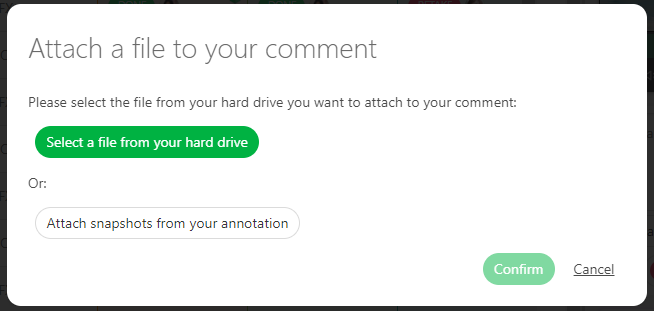 Attach a file to your comment
Please select the file from your hard drive you want to attach to your comment:
Select a file from your hard drive
Or:
Attach snapshots from your annotation
Confirm
Cancel